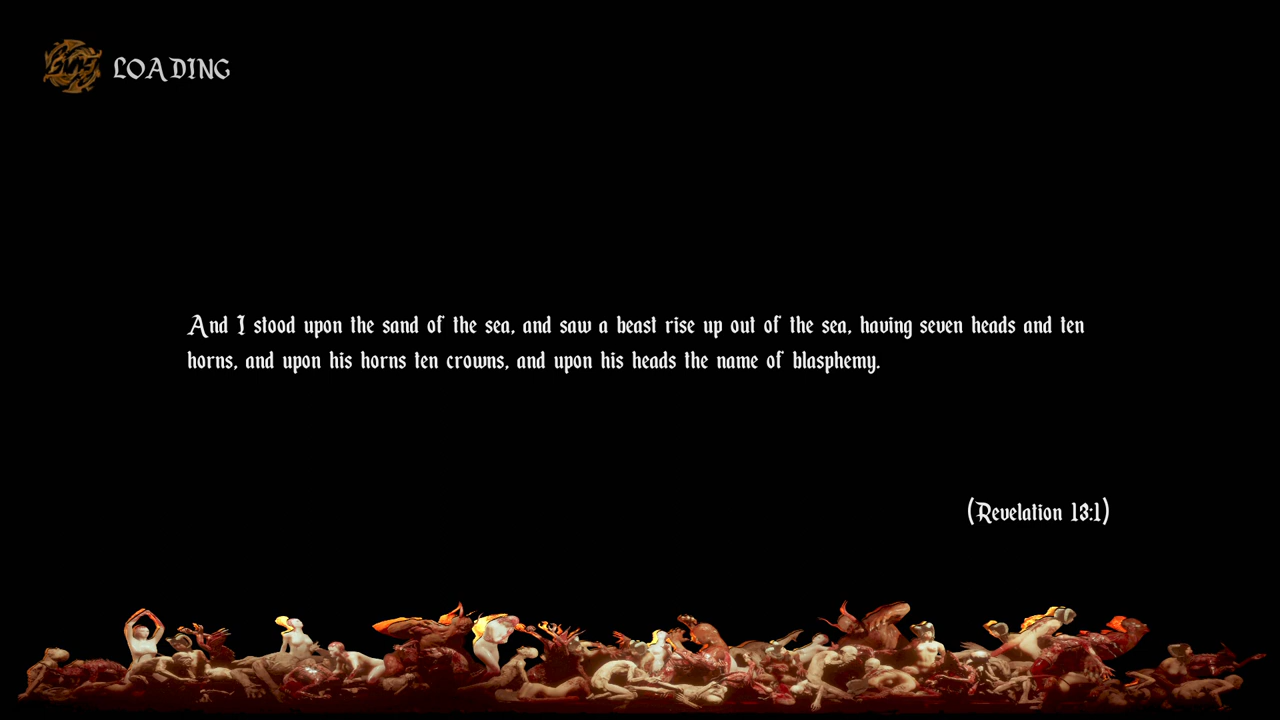 LOADING
And I stood upon the sand of the sea, and saw a beast rise up out of the sea, having seven heads and ten
horns, and upon his horns ten crowns, and upon his heads the name of blasphemy.
(Revelation 13:1)